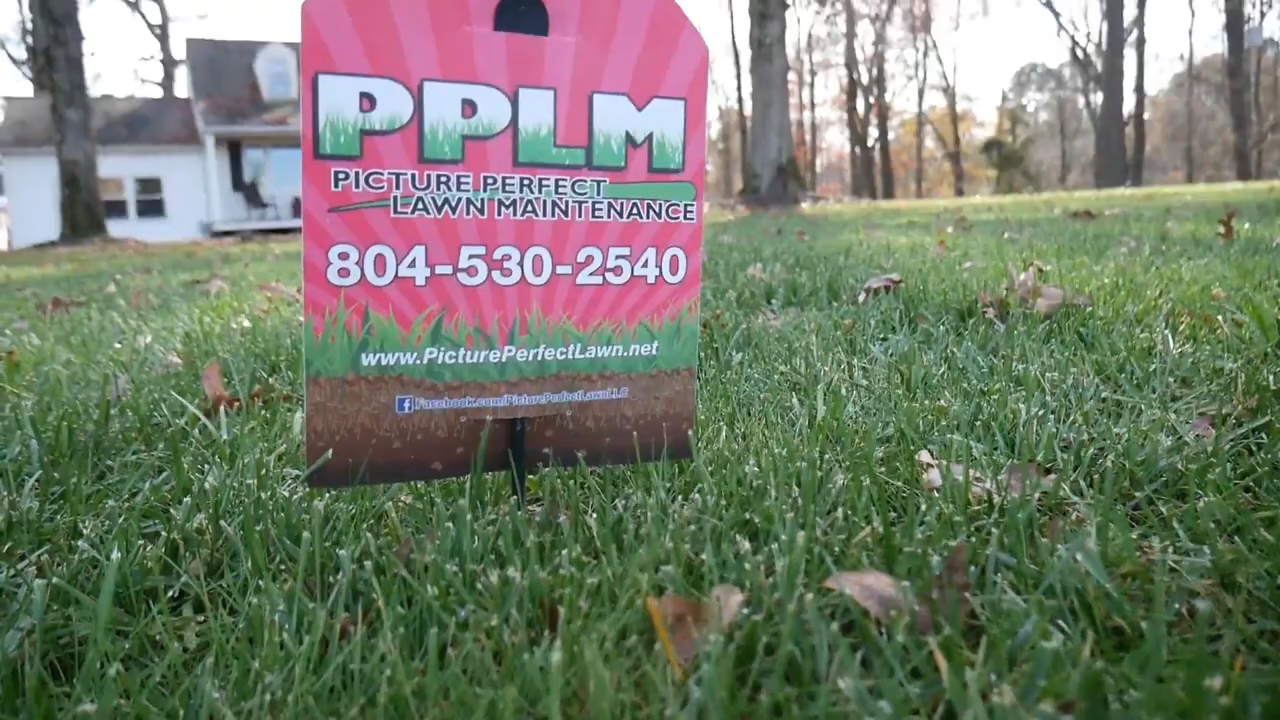 PPLM
PICTURE PERFECT
LAWN MAINTENANCE
804-530-2540
www.PicturePerfectLawn.net
Facebook.com/PicturePerfectLawnLLC